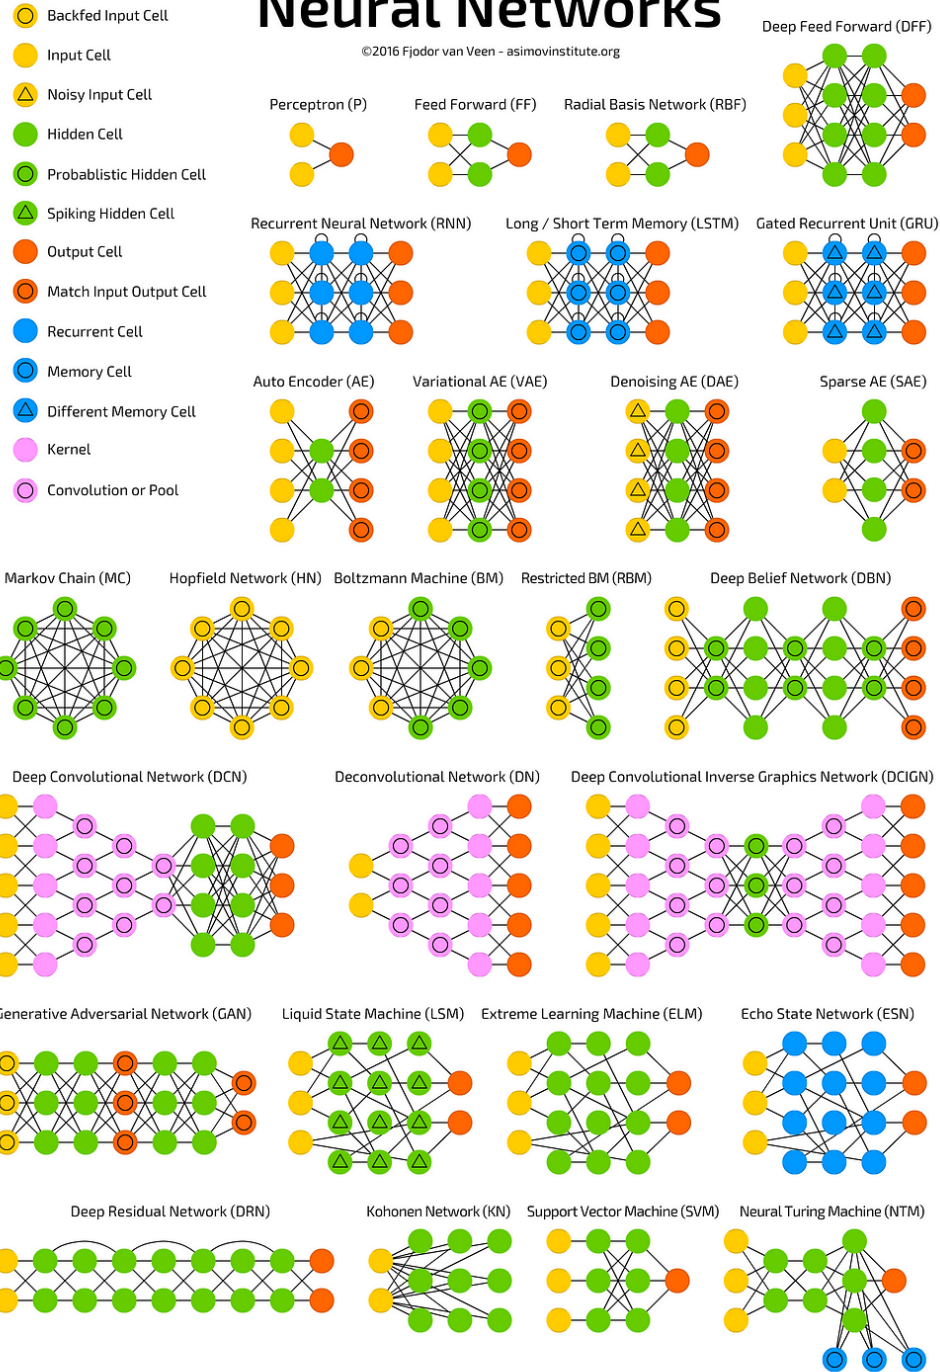 Neural Networks
©2016 Fjodor van Veen - asimovinstitute.org
Backfed Input Cell
Input Cell
Noisy Input Cell
Hidden Cell
Probablistic Hidden Cell
Spiking Hidden Cell
Output Cell
Match Input Output Cell
Recurrent Cell
Memory Cell
Different Memory Cell
Kernel
Convolution or Pool
Deep Feed Forward (DFF)
Perceptron (P)
Feed Forward (FF)
Radial Basis Network (RBF)
Recurrent Neural Network (RNN)
Long / Short Term Memory (LSTM)
Gated Recurrent Unit (GRU)
Auto Encoder (AE)
Variational AE (VAE)
Denoising AE (DAE)
Sparse AE (SAE)
Markov Chain (MC)
Hopfield Network (HN)
Boltzmann Machine (BM)
Restricted BM (RBM)
Deep Belief Network (DBN)
Deep Convolutional Network (DCN)
Deconvolutional Network (DN)
Deep Convolutional Inverse Graphics Network (DCIGN)
Generative Adversarial Network (GAN)
Liquid State Machine (LSM)
Extreme Learning Machine (ELM)
Echo State Network (ESN)
Deep Residual Network (DRN)
Kohonen Network (KN)
Support Vector Machine (SVM)
Neural Turing Machine (NTM)